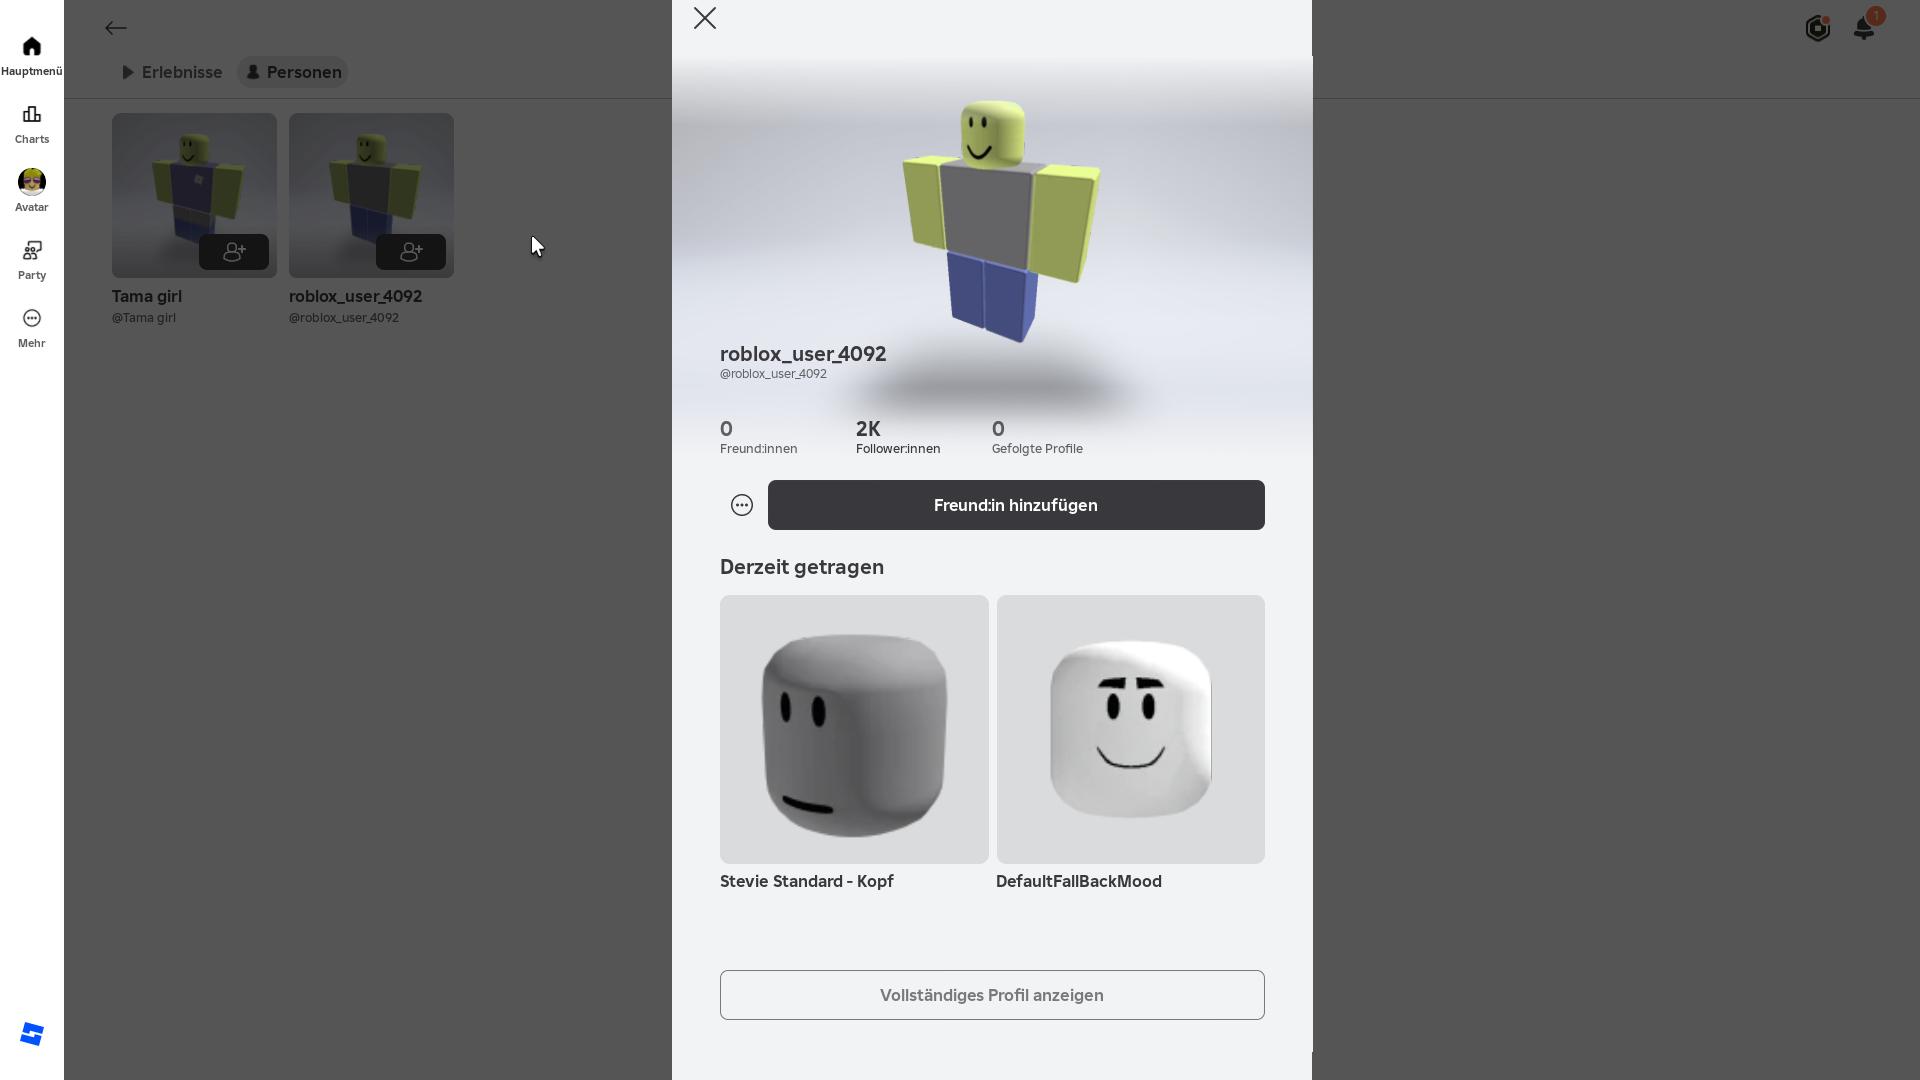 Hauptmenü
Charts
Avatar
Party
Mehr
Erlebnisse
Personen
1
Tama girl
@Tama girl
roblox_user_4092
@roblox_user_4092
roblox_user_4092
@roblox_user_4092
0
Freund:innen
2K
Follower:innen
0
Gefolgte Profile
Freund:in hinzufügen
Derzeit getragen
Stevie Standard - Kopf
DefaultFallBackMood
Vollständiges Profil anzeigen